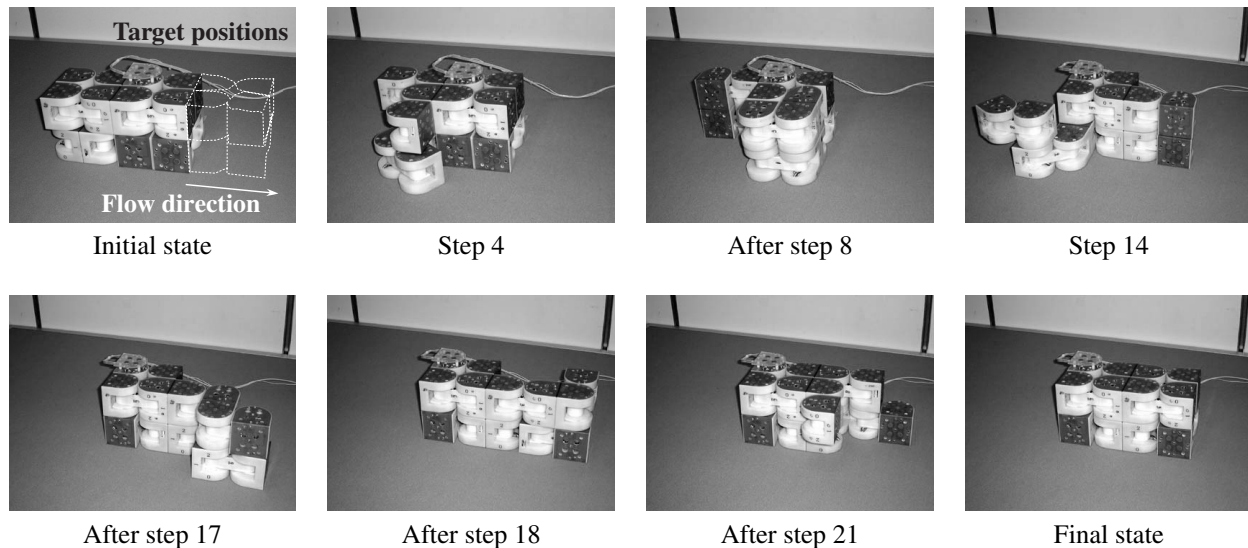 Target positions
Flow direction
Initial state
Step 4
After step 8
Step 14
After step 17
After step 18
After step 21
Final state